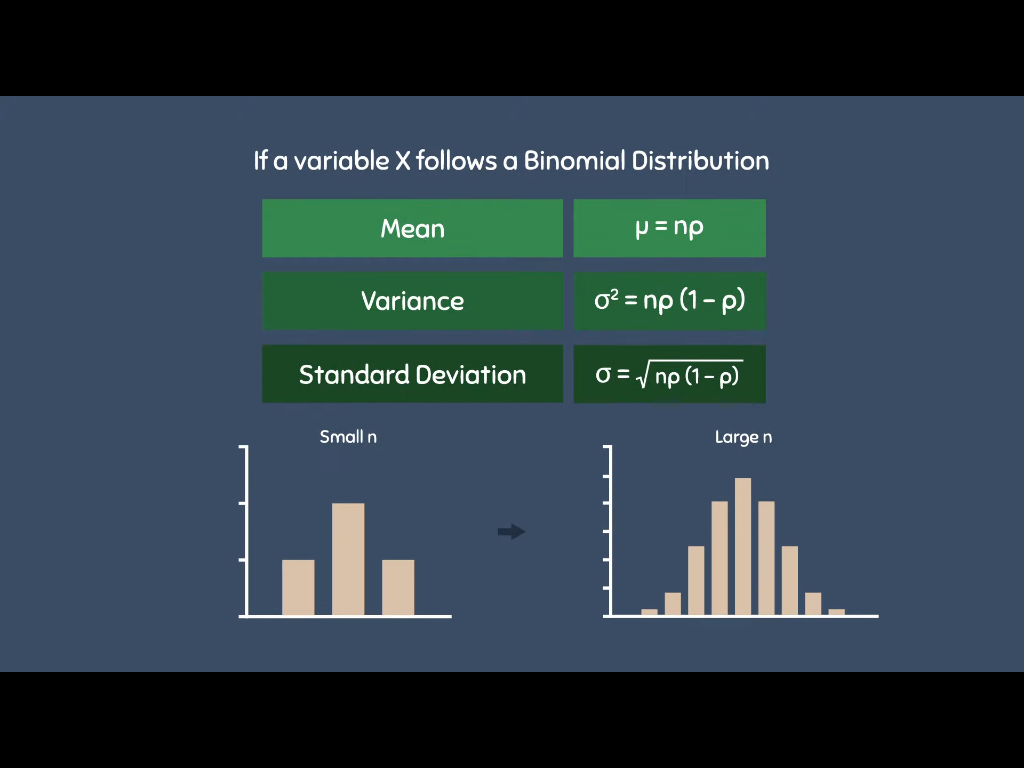 If a variable X follows a Binomial Distribution
Mean
μ = nρ
Variance
σ² = nρ (1 – ρ)
Standard Deviation
σ = √nρ (1 – ρ)
Small n
Large n